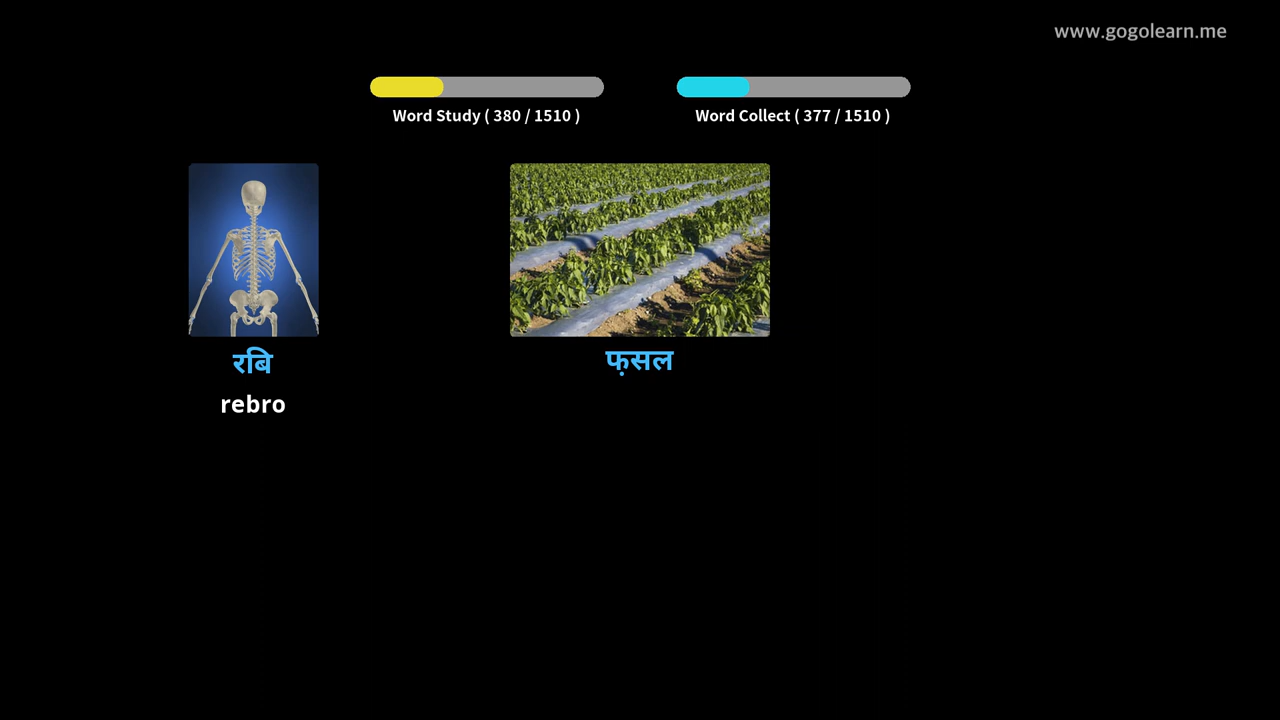 www.gogolearn.me
Word Study ( 380 / 1510 )
Word Collect ( 377 / 1510 )
रबि
rebro
फ़सल